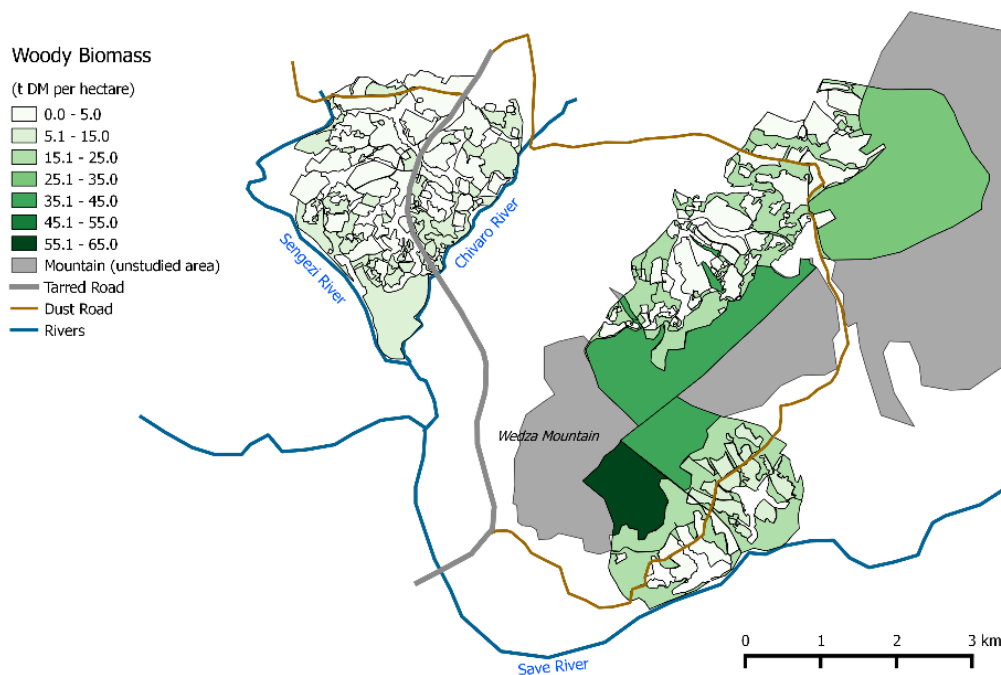 Woody Biomass
(t DM per hectare)
0.0 - 5.0
5.1 - 15.0
15.1 - 25.0
25.1 - 35.0
35.1 - 45.0
45.1 - 55.0
55.1 - 65.0
Mountain (unstudied area)
Tarred Road
Dust Road
Rivers
Sengezi River
Chivaro River
Wedza Mountain
Save River
0 1 2 3 km